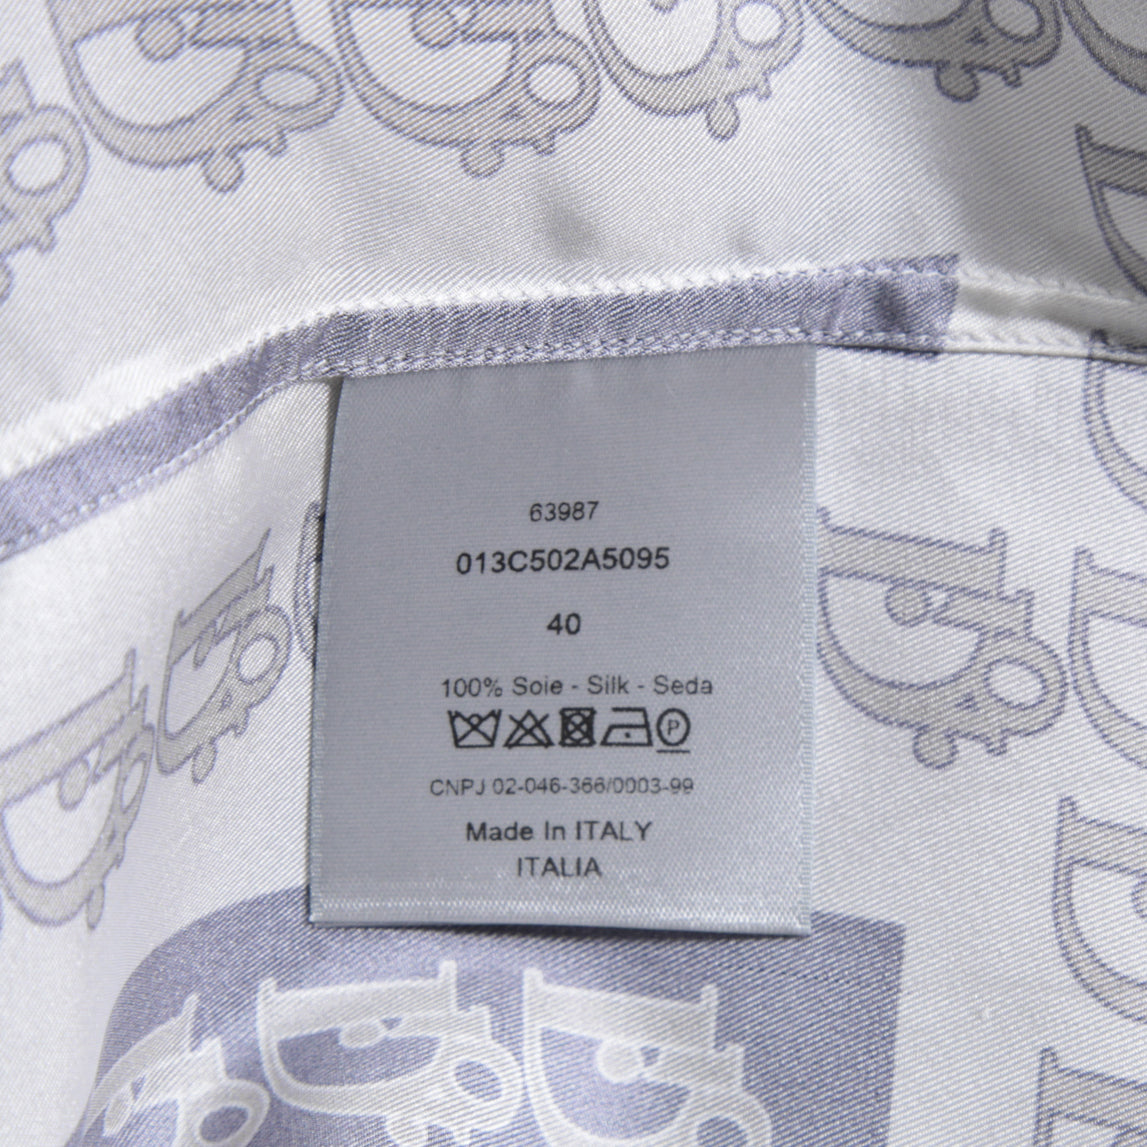 63987
013C502A5095
40
100% Soie - Silk - Seda
P
CNPJ 02-046-366/0003-99
Made In ITALY
ITALIA